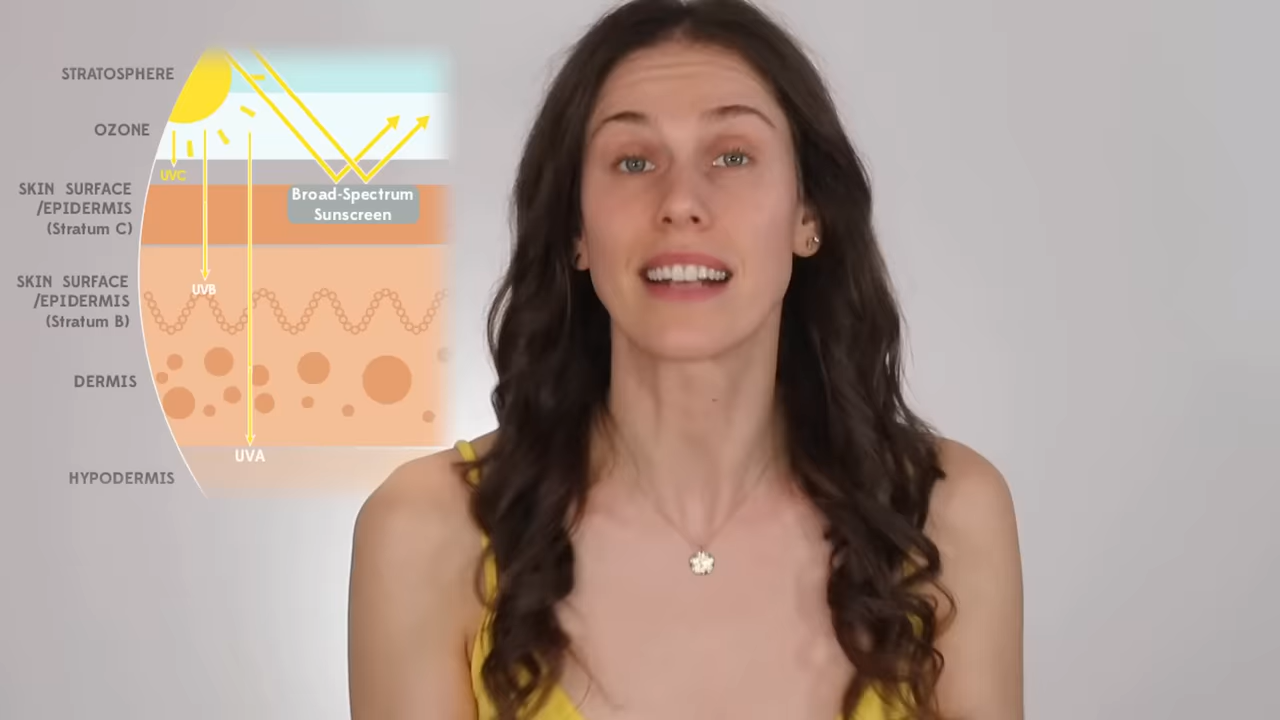 STRATOSPHERE
OZONE
UVC
SKIN SURFACE
/EPIDERMIS
(Stratum C)
Broad-Spectrum
Sunscreen
SKIN SURFACE
/EPIDERMIS
(Stratum B)
UVB
DERMIS
UVA
HYPODERMIS